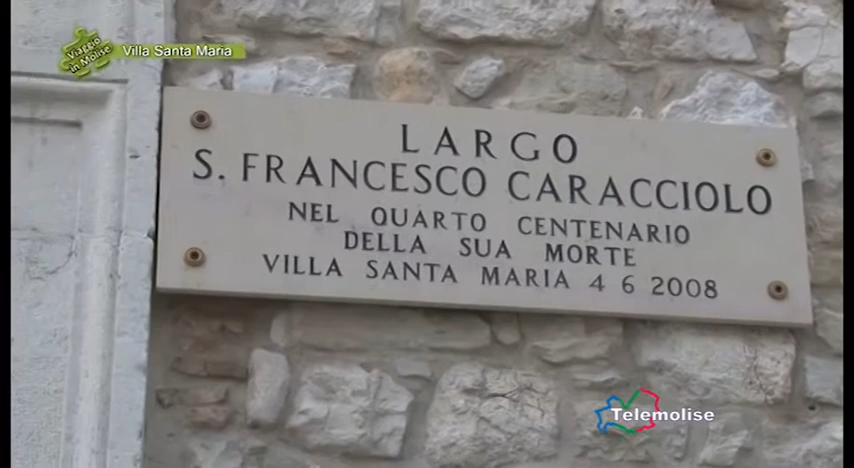 Viaggio
in Molise
Villa Santa Maria
LARGO
S. FRANCESCO CARACCIOLO
NEL QUARTO CENTENARIO
DELLA SUA MORTE
VILLA SANTA MARIA 4 6 2008
Telemolise